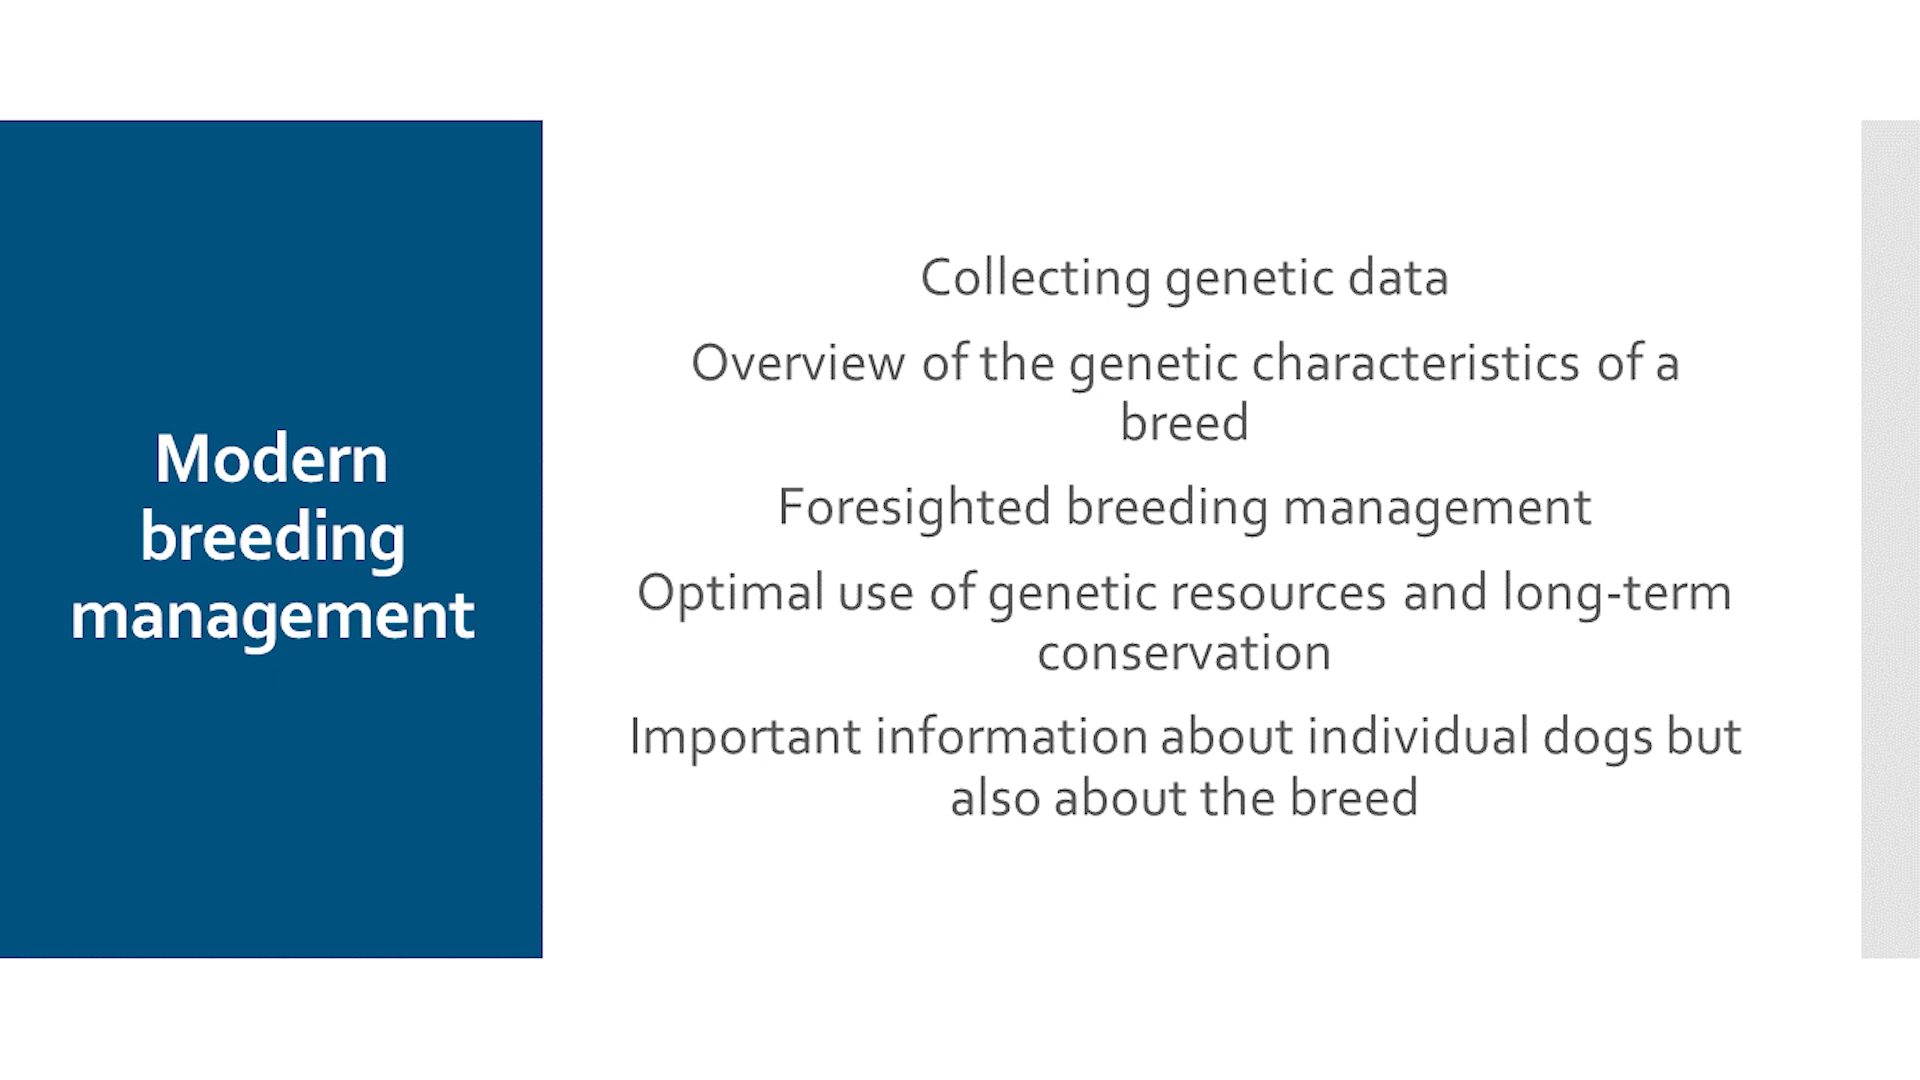 Modern
breeding
management
Collecting genetic data
Overview of the genetic characteristics of a
breed
Foresighted breeding management
Optimal use of genetic resources and long-term
conservation
Important information about individual dogs but
also about the breed